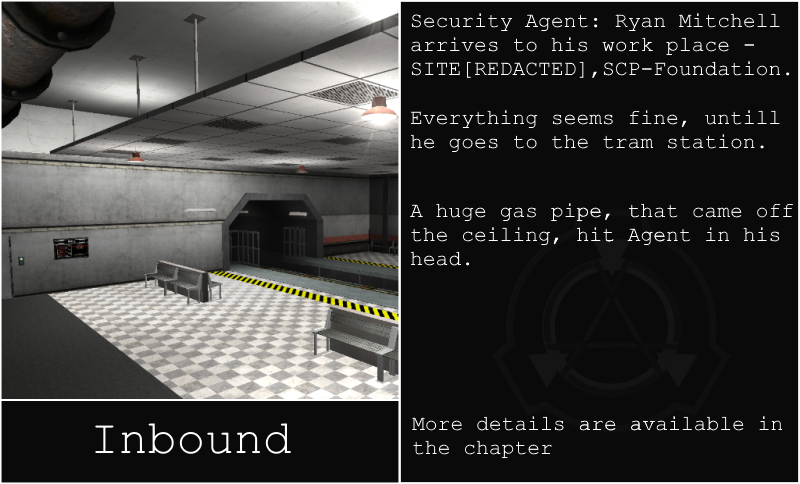 Security Agent: Ryan Mitchell
arrives to his work place -
SITE[REDACTED],SCP-Foundation.
Everything seems fine, untill
he goes to the tram station.
A huge gas pipe, that came off
the ceiling, hit Agent in his
head.
More details are available in
the chapter
Inbound